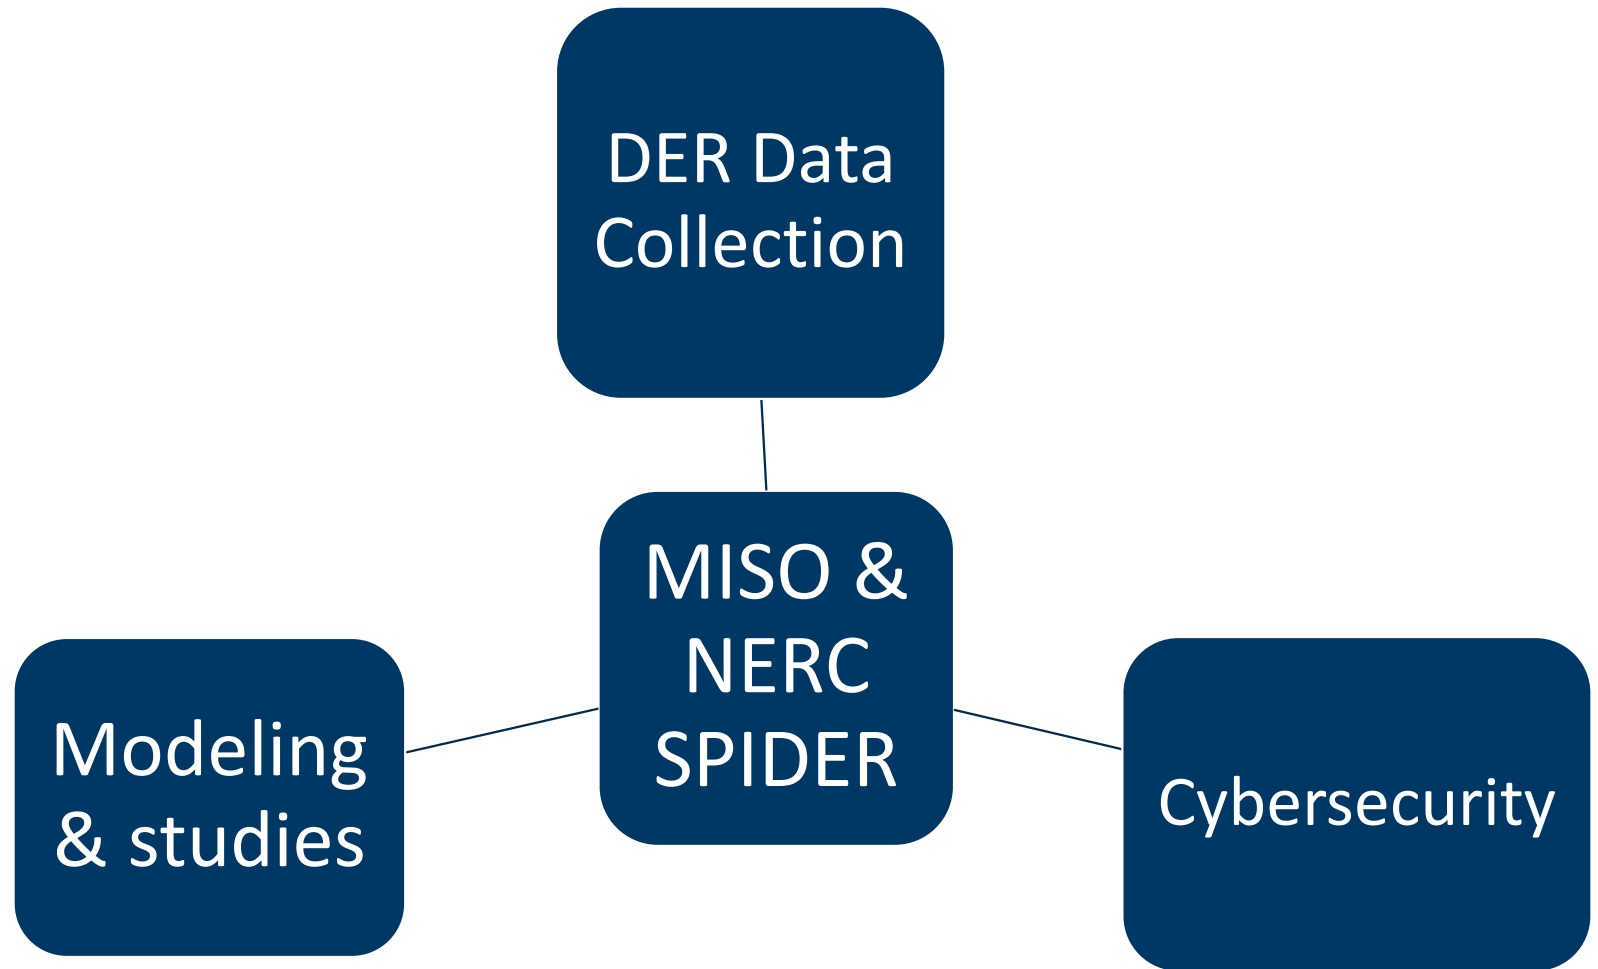 DER Data
Collection
MISO &
NERC
SPIDER
Modeling
& studies
Cybersecurity